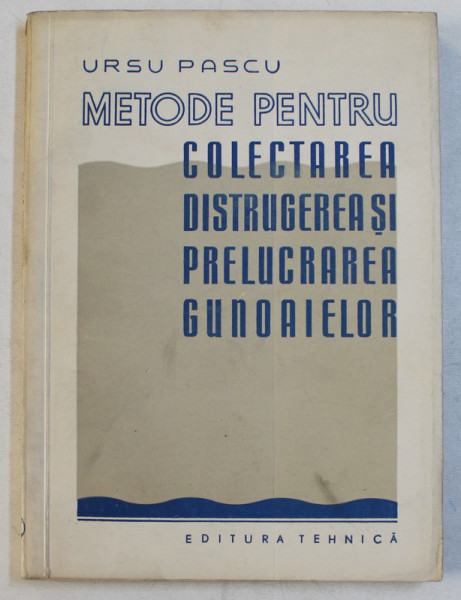 URSU PASCU
METODE PENTRU
COLECTAREA
DISTRUGEREA ȘI
PRELUCRAREA
GUNOAIELOR
EDITURA TEHNICĂ